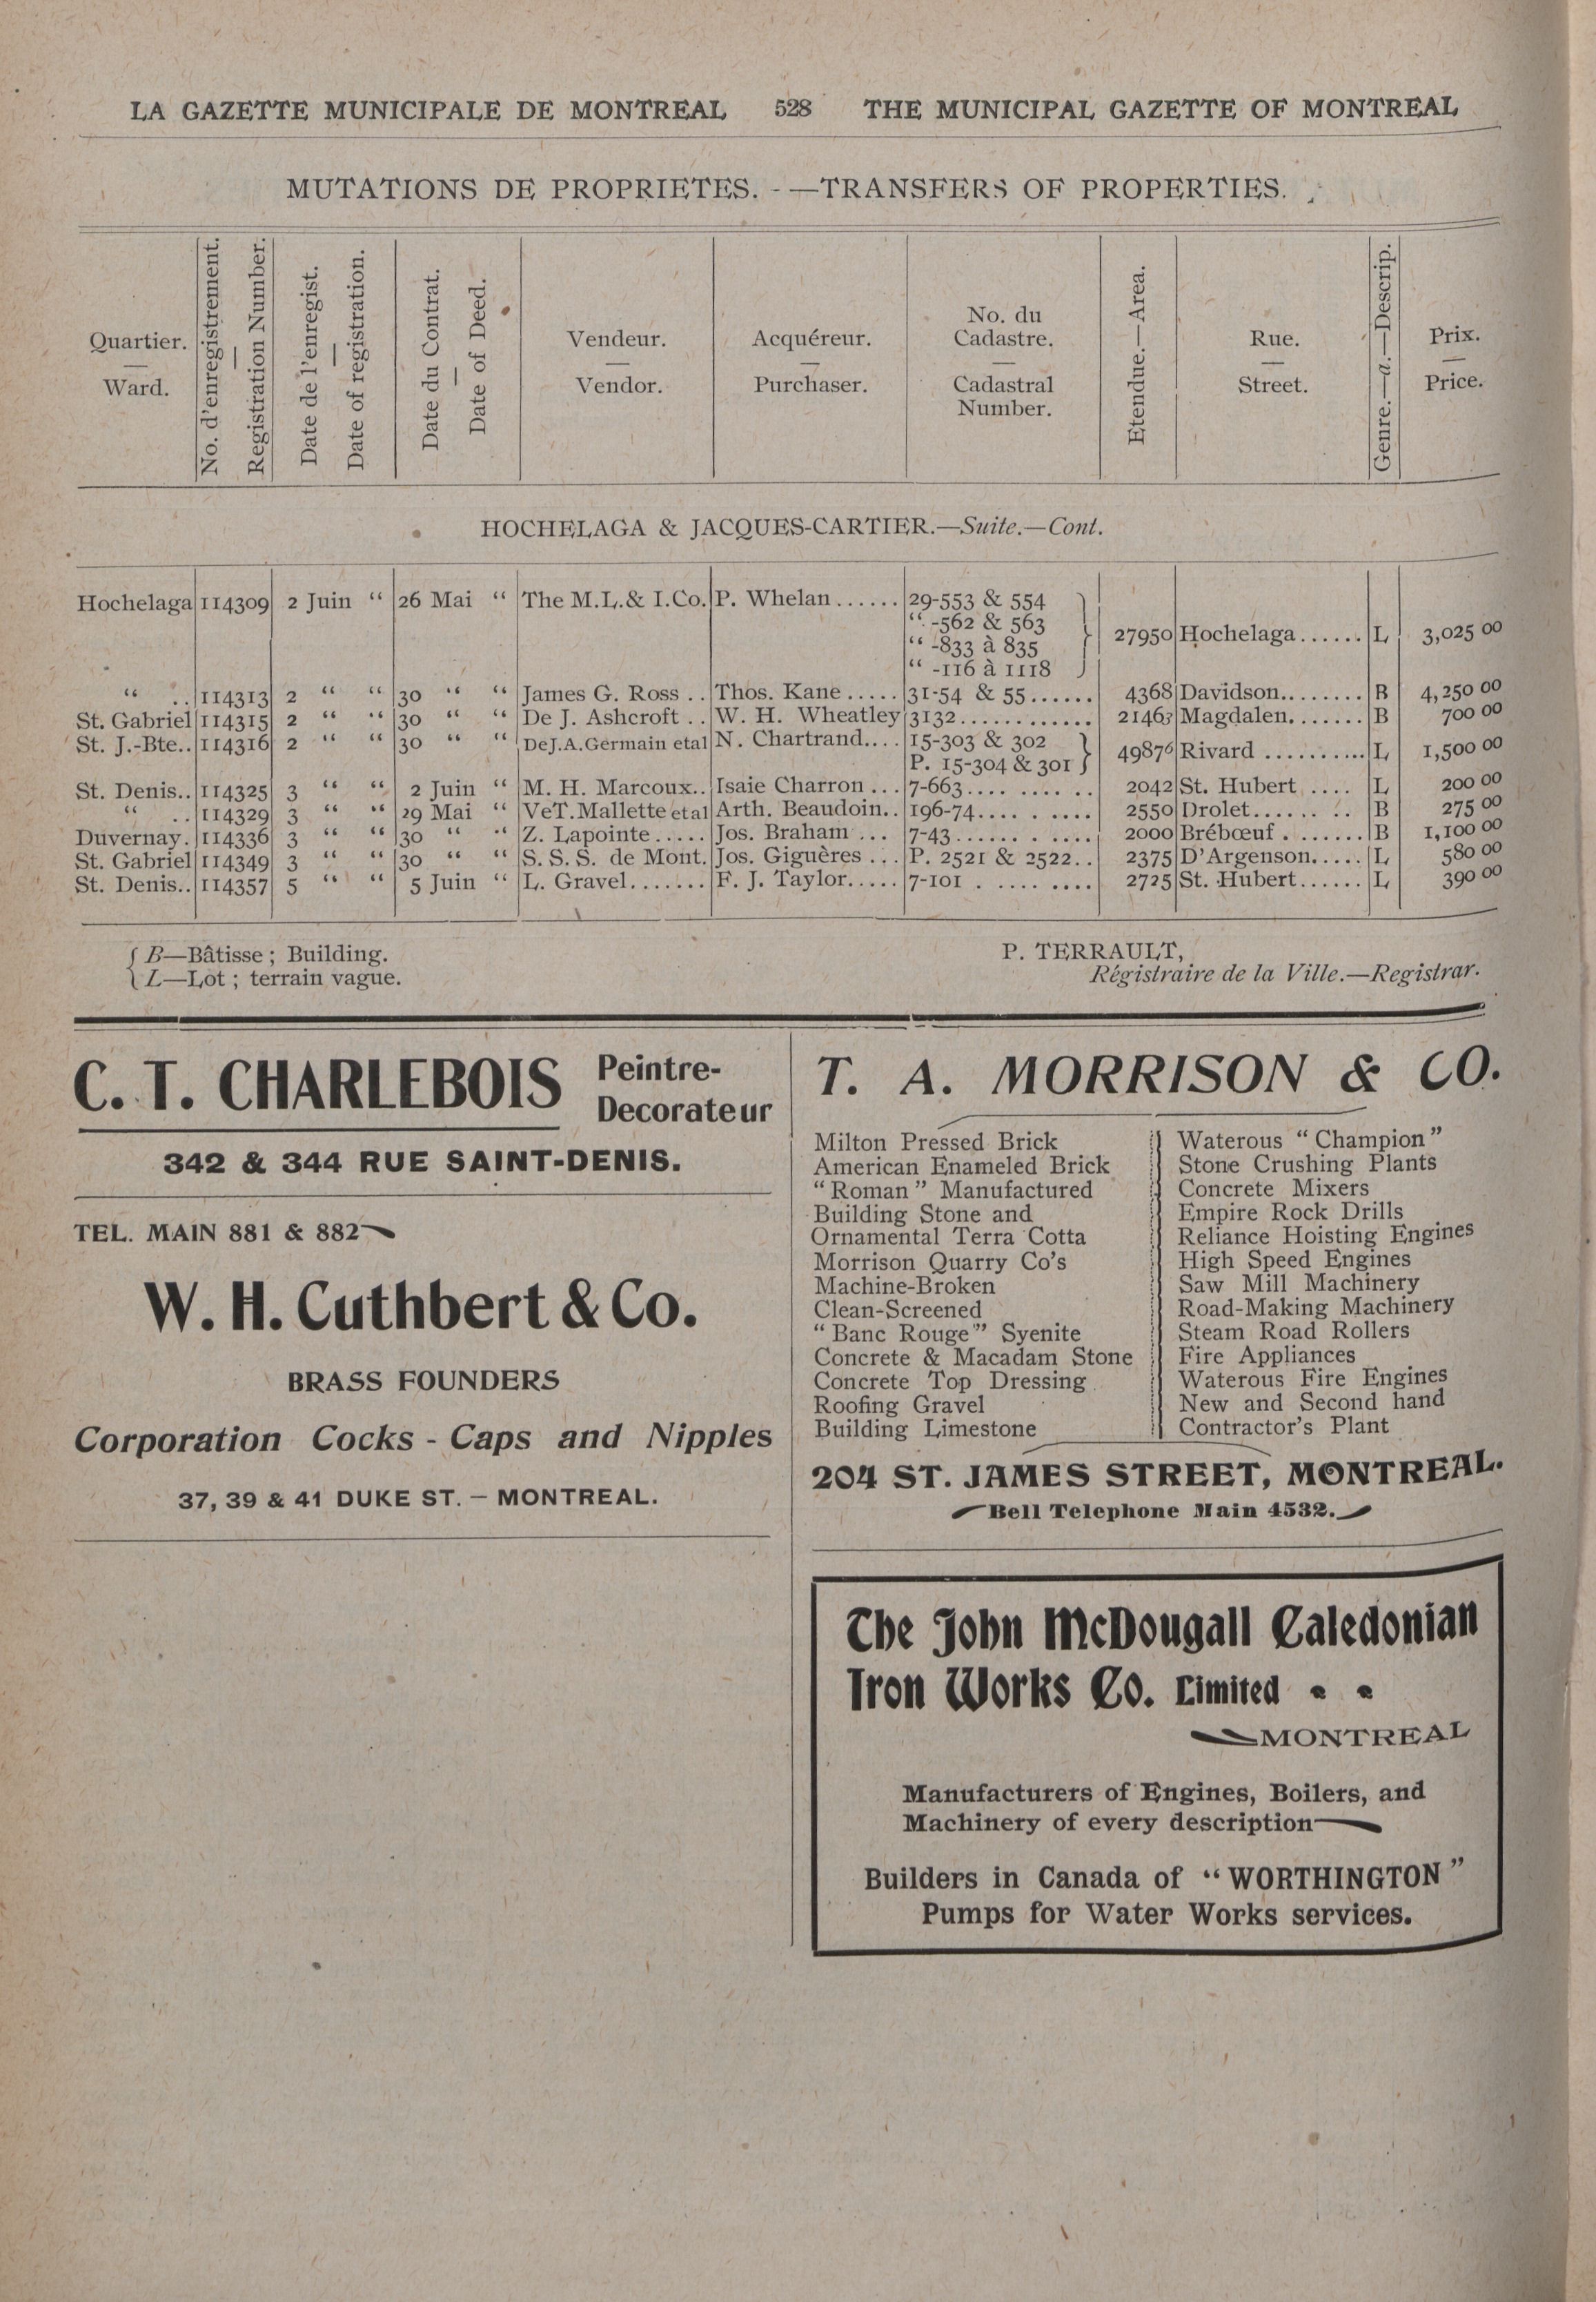 LA GAZETTE MUNICIPALE DE MONTREAL 528 THE MUNICIPAL GAZETTE OF MONTREAL
MUTATIONS DE PROPRIETES. - —TRANSFERS OF PROPERTIES.
Quartier. — Ward.
No. d'enregistrement. — Registration Number.
Date de l'enregist. — Date of registration.
Date du Contrat. — Date of Deed.
Vendeur. — Vendor.
Acquéreur. — Purchaser.
No. du Cadastre. — Cadastral Number.
Etendue.—Area.
Rue. — Street.
Genre.—a.—Descrip.
Prix. — Price.
HOCHELAGA & JACQUES-CARTIER.—Suite.—Cont.
Hochelaga 114309 2 Juin “ 26 Mai “ The M.L.& I.Co. P. Whelan...... 29-553 & 554
“ -562 & 563
“ -833 à 835 27950 Hochelaga...... L 3,025 00
“ -116 à 1118
“ .. 114313 2 “ “ 30 “ “ James G. Ross .. Thos. Kane..... 31-54 & 55...... 4368 Davidson........ B 4,250 00
St. Gabriel 114315 2 “ “ 30 “ “ De J. Ashcroft .. W. H. Wheatley 3132............ Magdalen....... B 700 00
St. J.-Bte.. 114316 2 “ “ 30 “ “ DeJ.A.Germain etal N. Chartrand.... 15-303 & 302
P. 15-304 & 301 49876 Rivard ........... L 1,500 00
St. Denis.. 114325 3 “ “ 2 Juin “ M. H. Marcoux.. Isaie Charron ... 7-663.... .... .. 2042 St. Hubert .... L 200 00
“ .. 114329 3 “ “ 29 Mai “ VeT.Mallette etal Arth. Beaudoin.. 196-74.... . .... 2550 Drolet...... .. B 275 00
Duvernay. 114336 3 “ “ 30 “ “ Z. Lapointe..... Jos. Braham ... 7-43...... . .... 2000 Brébœuf ....... B 1,100 00
St. Gabriel 114349 3 “ “ 30 “ “ S. S. S. de Mont. Jos. Giguères ... P. 2521 & 2522.. 2375 D'Argenson..... L 580 00
St. Denis.. 114357 5 “ “ 5 Juin “ L. Gravel....... F. J. Taylor..... 7-101 . .... .... 2725 St. Hubert...... L 390 00
B—Bâtisse ; Building.
L—Lot ; terrain vague.
P. TERRAULT,
Régistraire de la Ville.—Registrar.
C. T. CHARLEBOIS Peintre-
Decorateur
342 & 344 RUE SAINT-DENIS.
TEL. MAIN 881 & 882
W. H. Cuthbert & Co.
BRASS FOUNDERS
Corporation Cocks - Caps and Nipples
37, 39 & 41 DUKE ST. — MONTREAL.
T. A. MORRISON & CO.
Milton Pressed Brick
American Enameled Brick
“Roman” Manufactured
Building Stone and
Ornamental Terra Cotta
Morrison Quarry Co's
Machine-Broken
Clean-Screened
“Banc Rouge” Syenite
Concrete & Macadam Stone
Concrete Top Dressing
Roofing Gravel
Building Limestone
Waterous “Champion”
Stone Crushing Plants
Concrete Mixers
Empire Rock Drills
Reliance Hoisting Engines
High Speed Engines
Saw Mill Machinery
Road-Making Machinery
Steam Road Rollers
Fire Appliances
Waterous Fire Engines
New and Second hand
Contractor's Plant
204 ST. JAMES STREET, MONTREAL.
Bell Telephone Main 4532.
The John McDougall Caledonian
Iron Works Co. Limited
MONTREAL
Manufacturers of Engines, Boilers, and
Machinery of every description
Builders in Canada of “WORTHINGTON”
Pumps for Water Works services.